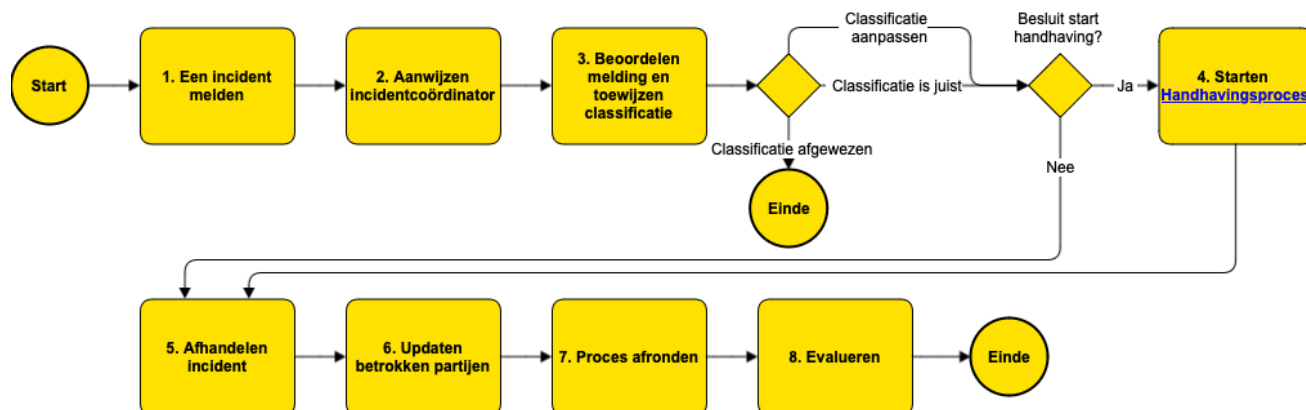 Start
1. Een incident
melden
2. Aanwijzen
incidentcoördinator
3. Beoordelen
melding en
toewijzen
classificatie
Classificatie
aanpassen
Classificatie is juist
Classificatie afgewezen
Einde
Besluit start
handhaving?
Ja
Nee
4. Starten
Handhavingsproces
5. Afhandelen
incident
6. Updaten
betrokken partijen
7. Proces afronden
8. Evalueren
Einde